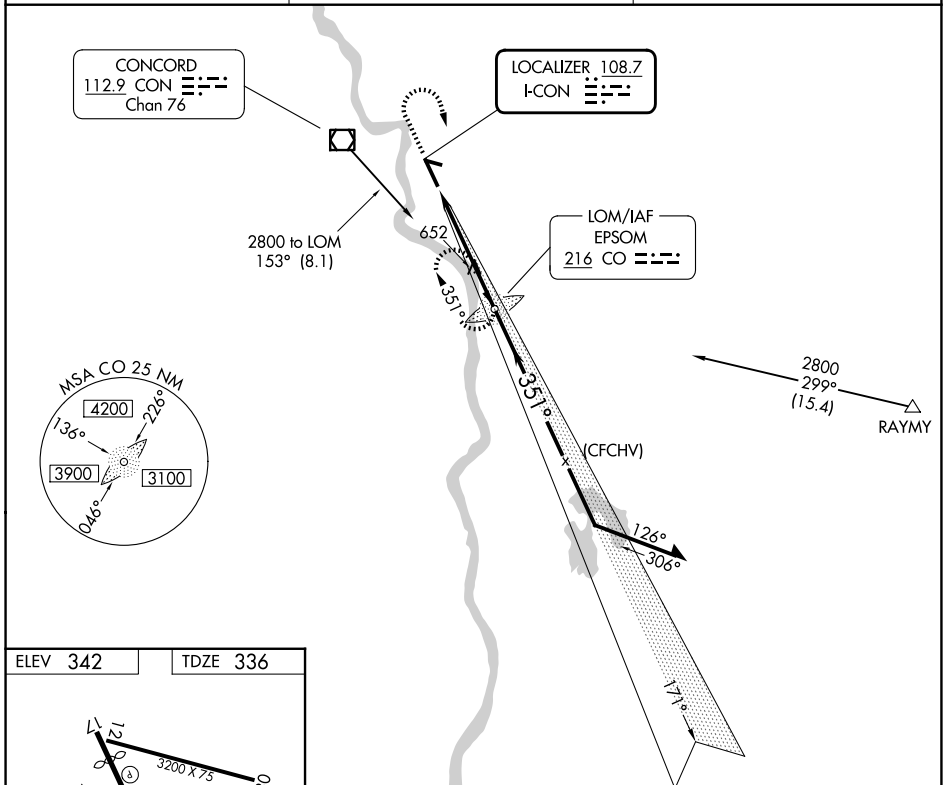 CONCORD
112.9 CON
Chan 76
LOCALIZER 108.7
I-CON
2800 to LOM
153° (8.1)
652
LOM/IAF
EPSOM
216 CO
351°
351°
2800
299°
(15.4)
RAYMY
MSA CO 25 NM
4200
226°
136°
3900
3100
046°
(CFCHV)
126°
306°
171°
ELEV 342
TDZE 336
17
12
3200 X 75
P